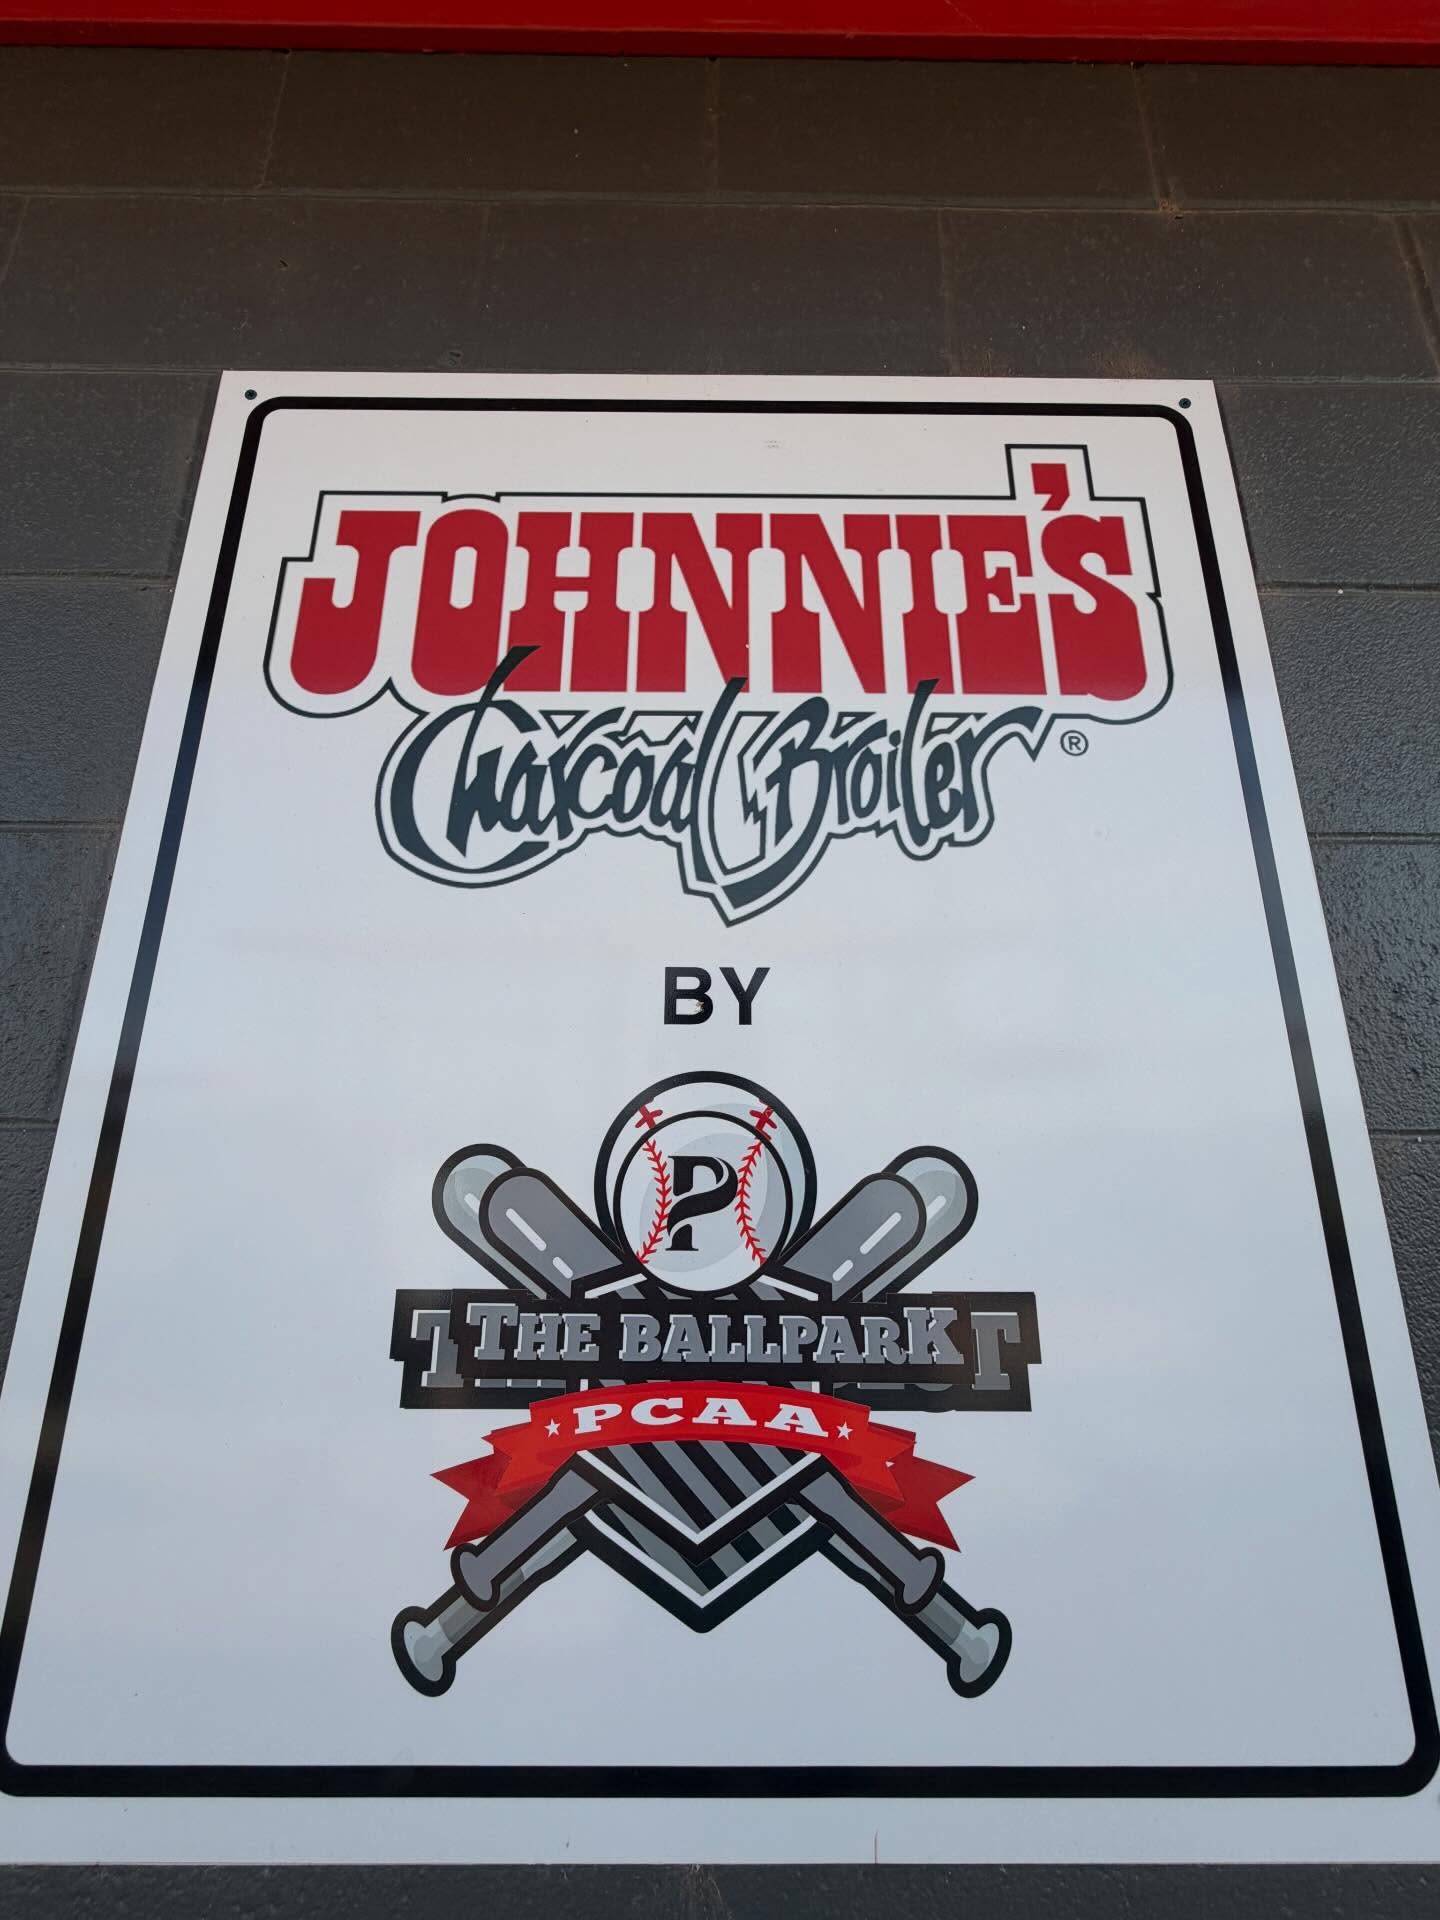 JOHNNIE'S
Charcoal Broiler ®
BY
P
THE BALLPARK
PCAA